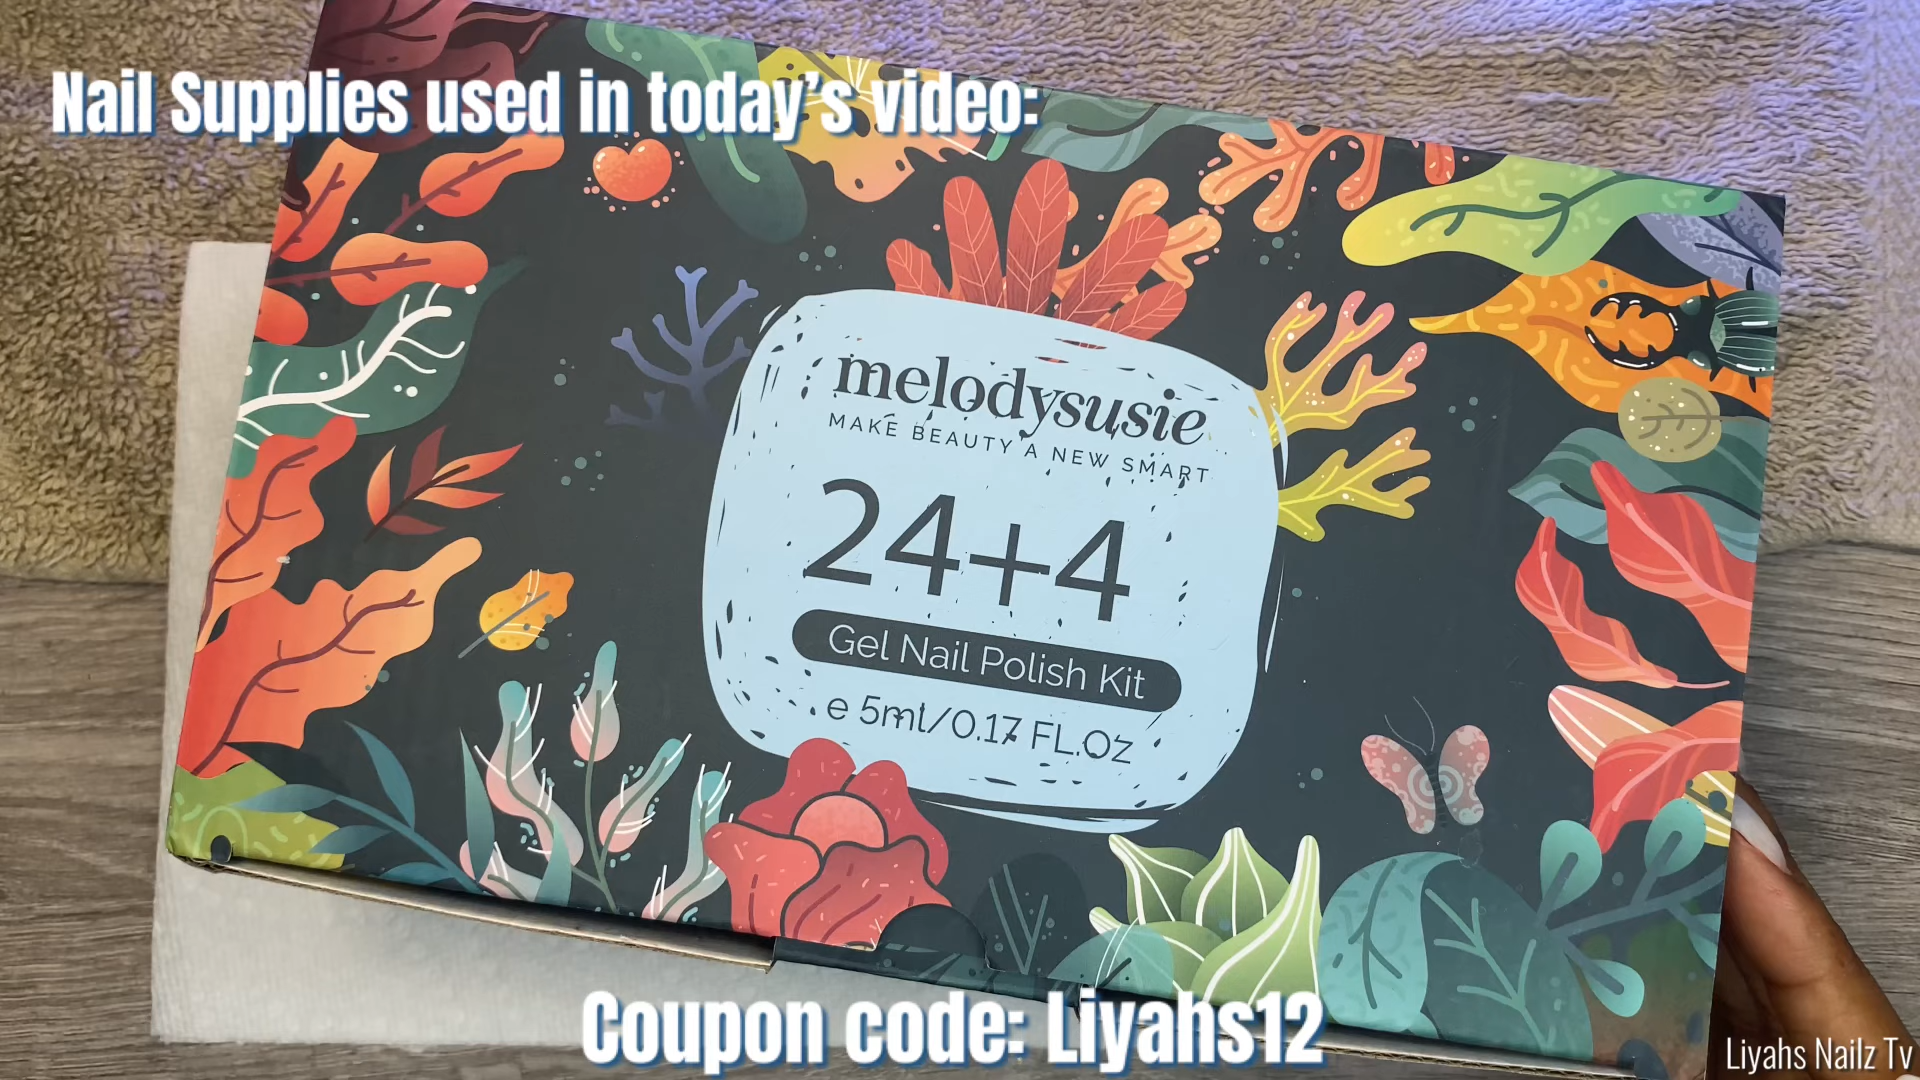 Nail Supplies used in today's video:
melodysusie
MAKE BEAUTY A NEW SMART
24+4
Gel Nail Polish Kit
e 5ml/0.17 FL.Oz
Coupon code: Liyahs12
Liyahs Nailz Tv